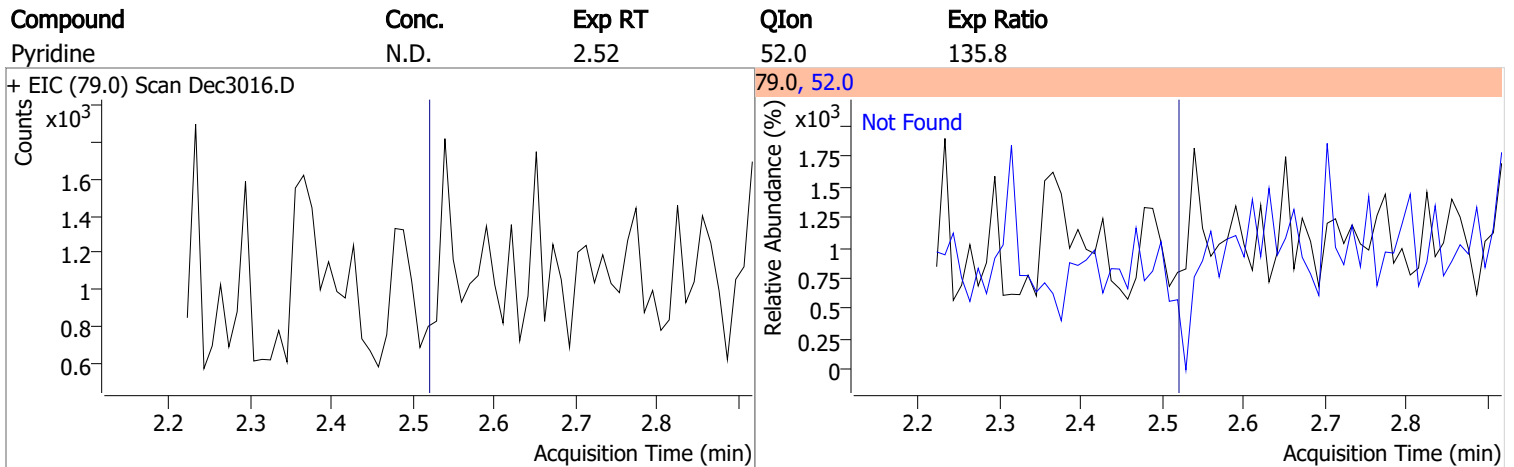 Compound Conc. Exp RT QIon Exp Ratio
Pyridine N.D. 2.52 52.0 135.8
+ EIC (79.0) Scan Dec3016.D
Counts
x10³
1.6
1.4
1.2
1
0.8
0.6
2.2 2.3 2.4 2.5 2.6 2.7 2.8
Acquisition Time (min)
79.0, 52.0
Relative Abundance (%)
x10³
Not Found
1.75
1.5
1.25
1
0.75
0.5
0.25
0
2.2 2.3 2.4 2.5 2.6 2.7 2.8
Acquisition Time (min)